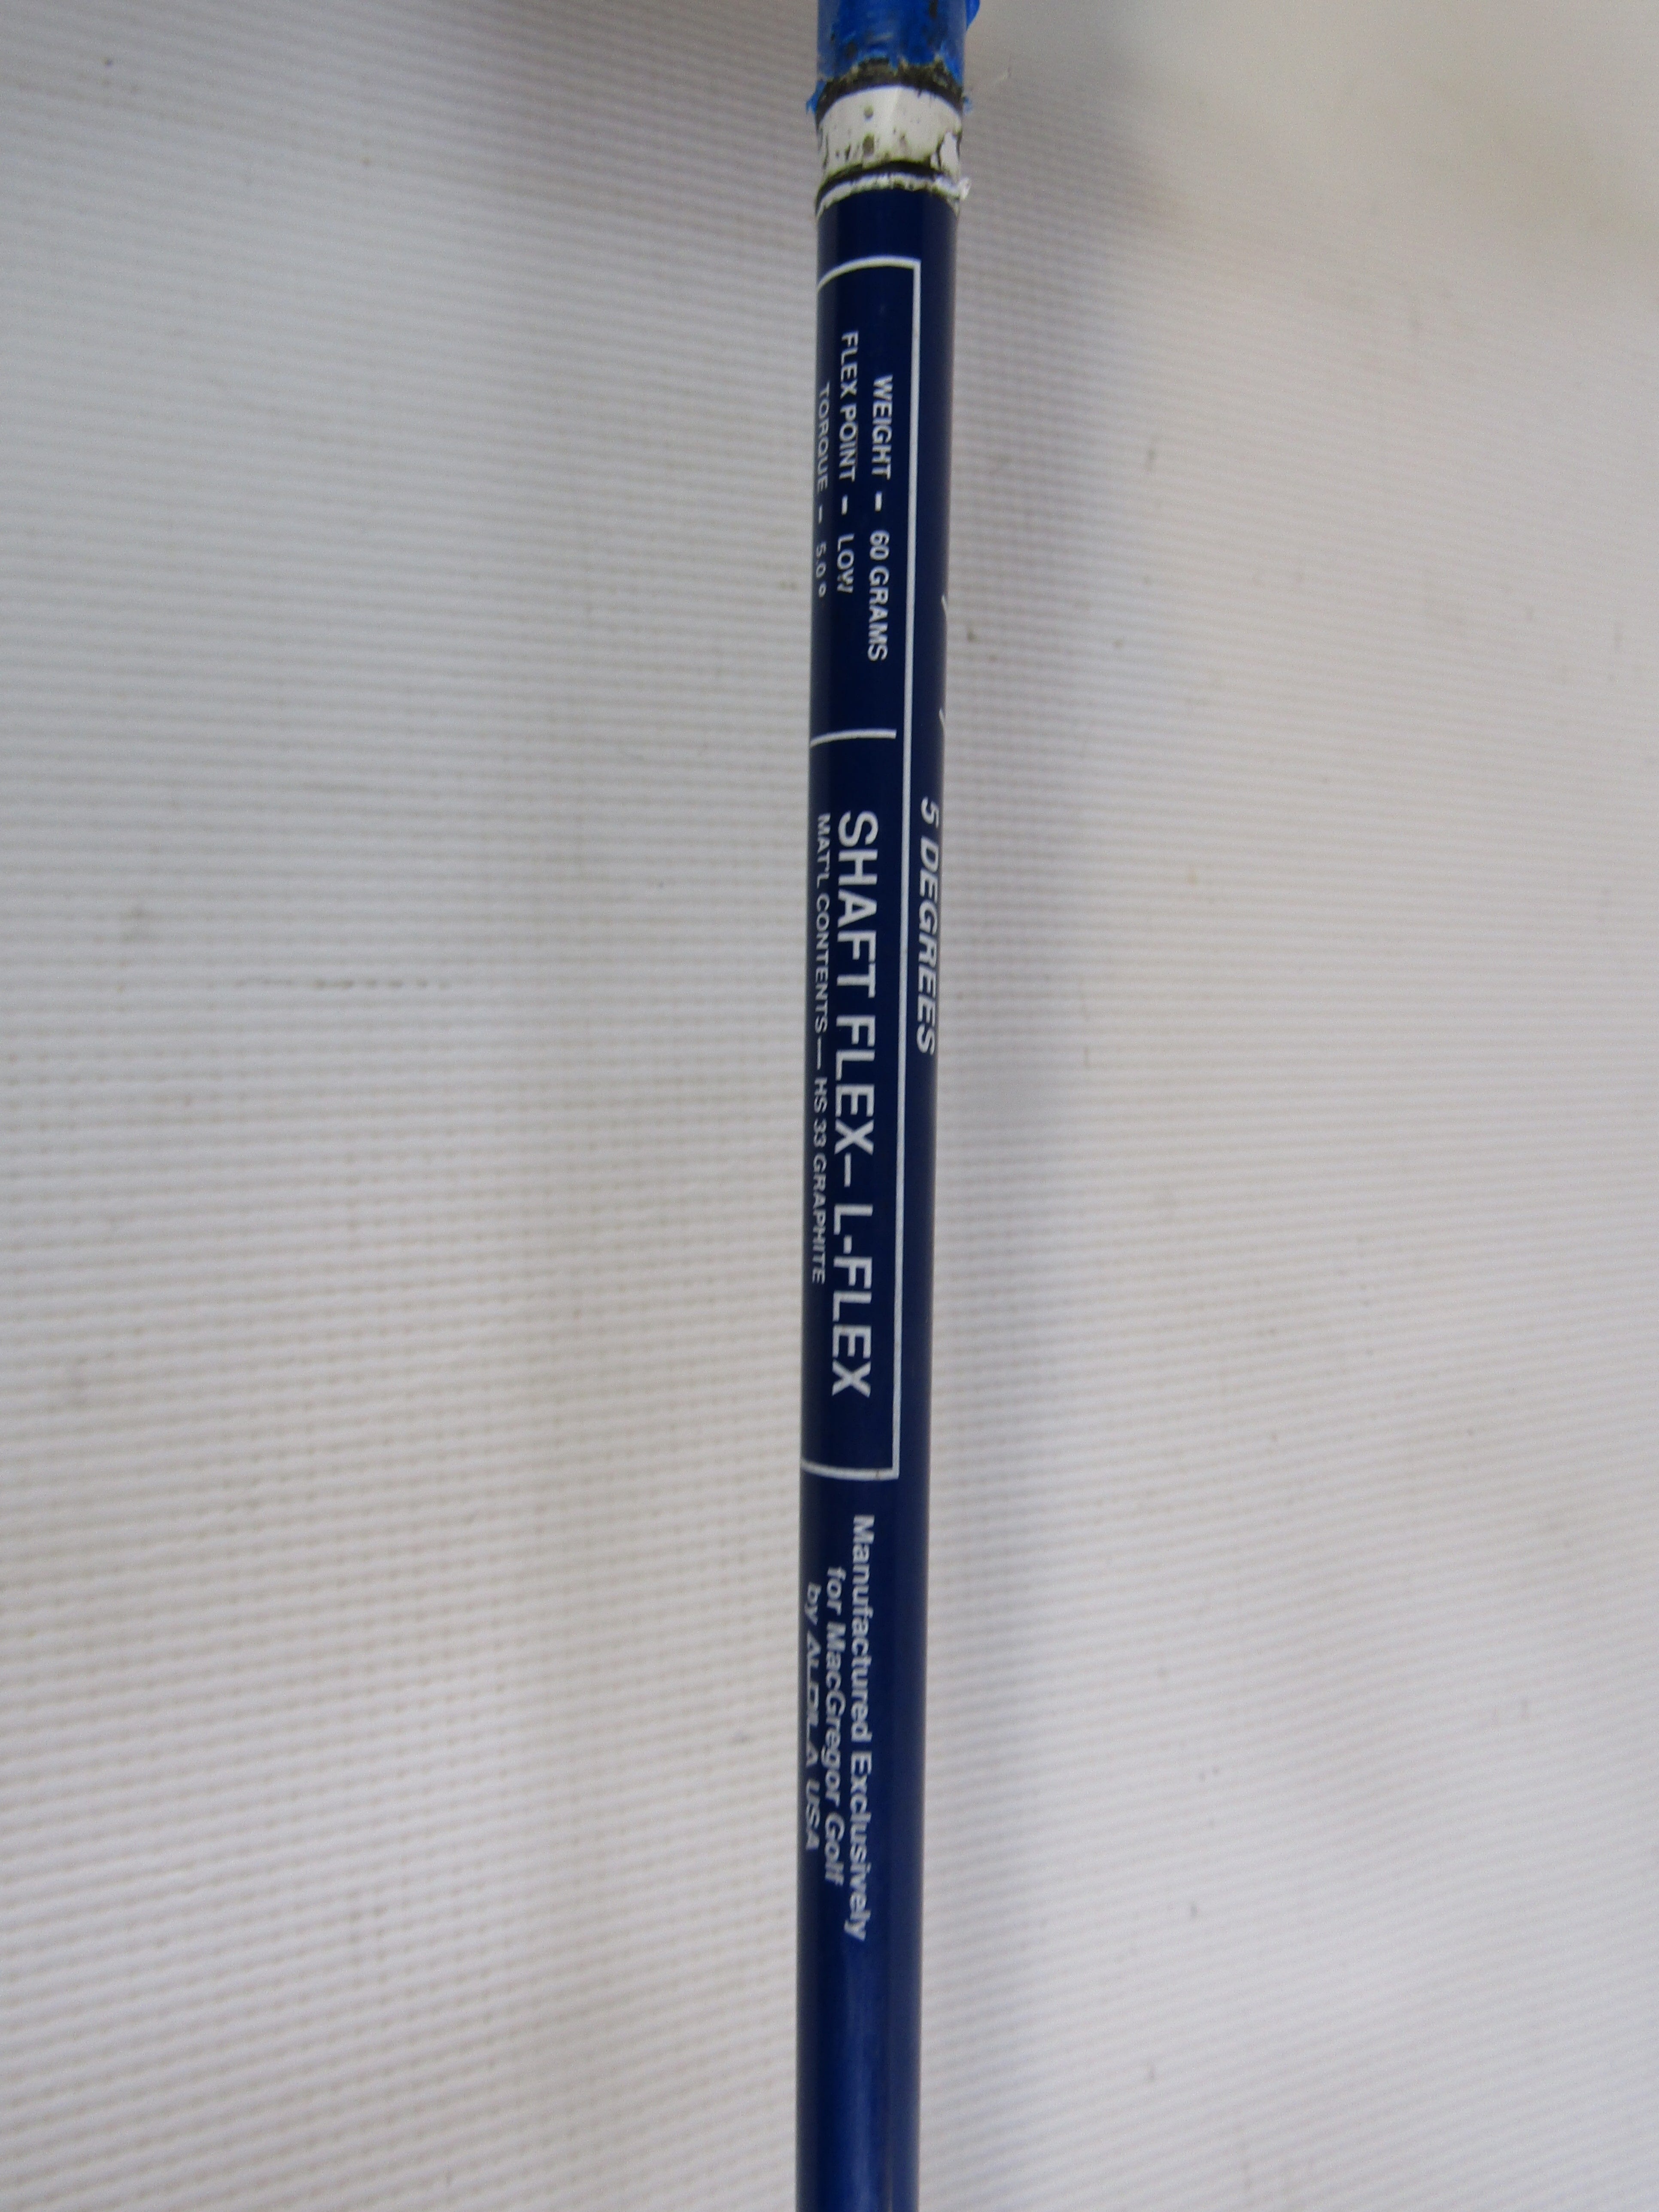 5 DEGREES
WEIGHT - 60 GRAMS
FLEX POINT - LOW
TORQUE - 5.0 °
SHAFT FLEX– L-FLEX
MAT'L CONTENTS — HS 33 GRAPHITE
Manufactured Exclusively
for MacGregor Golf
by ALDILA USA